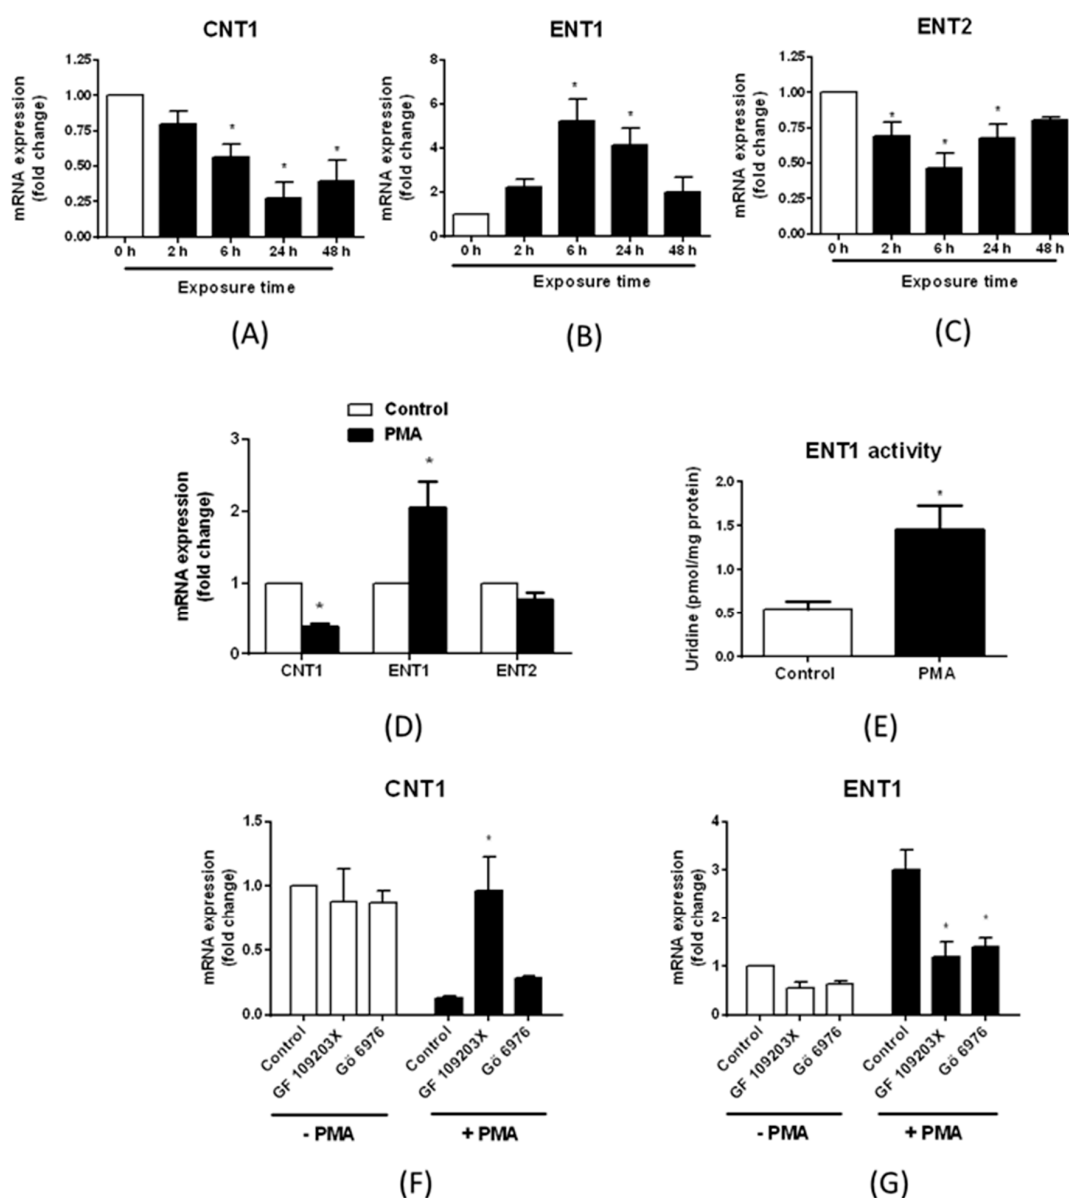 CNT1
ENT1
ENT2
mRNA expression
(fold change)
1.25
1.00
0.75
0.50
0.25
0.00
*
*
*
0 h 2 h 6 h 24 h 48 h
Exposure time
(A)
mRNA expression
(fold change)
8
6
4
2
0
*
*
0 h 2 h 6 h 24 h 48 h
Exposure time
(B)
mRNA expression
(fold change)
1.25
1.00
0.75
0.50
0.25
0.00
*
*
*
0 h 2 h 6 h 24 h 48 h
Exposure time
(C)
Control
PMA
mRNA expression
(fold change)
3
2
1
0
*
*
CNT1 ENT1 ENT2
(D)
ENT1 activity
Uridine (pmol/mg protein)
2.0
1.5
1.0
0.5
0.0
*
Control PMA
(E)
CNT1
mRNA expression
(fold change)
1.5
1.0
0.5
0.0
*
Control GF 109203X Gö 6976 Control GF 109203X Gö 6976
- PMA + PMA
(F)
ENT1
mRNA expression
(fold change)
4
3
2
1
0
*
*
Control GF 109203X Gö 6976 Control GF 109203X Gö 6976
- PMA + PMA
(G)